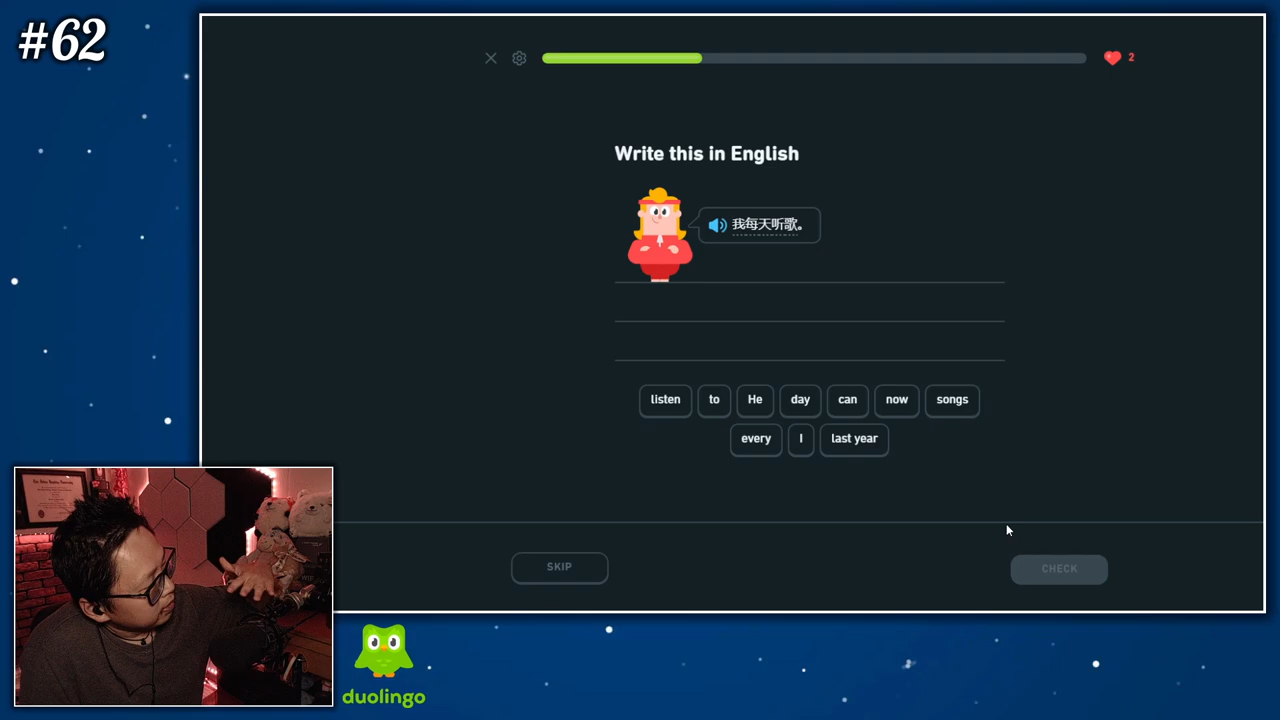 #62
2
Write this in English
我每天听歌。
listen to He day can now songs
every I last year
SKIP
CHECK
duolingo